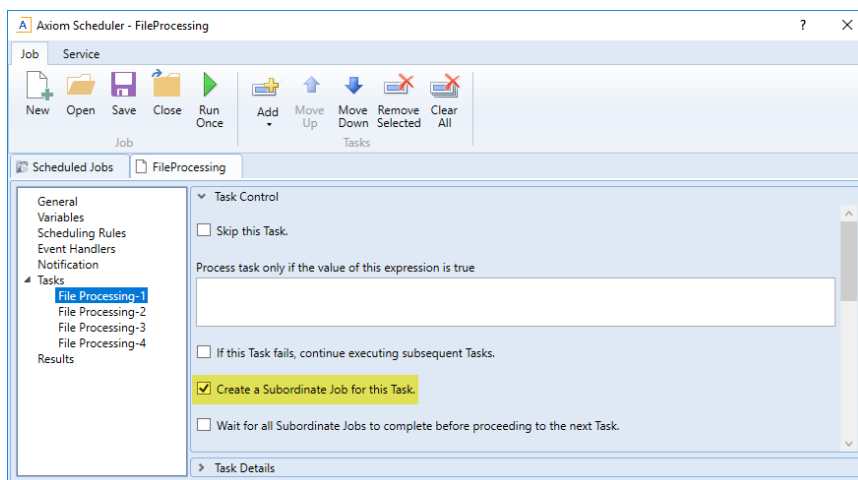 A Axiom Scheduler - FileProcessing ?
Job Service
New Open Save Close Run Once Add Move Up Move Down Remove Selected Clear All
Job Tasks
Scheduled Jobs FileProcessing
General
Variables
Scheduling Rules
Event Handlers
Notification
Tasks
File Processing-1
File Processing-2
File Processing-3
File Processing-4
Results
Task Control
Skip this Task.
Process task only if the value of this expression is true
If this Task fails, continue executing subsequent Tasks.
Create a Subordinate Job for this Task.
Wait for all Subordinate Jobs to complete before proceeding to the next Task.
Task Details